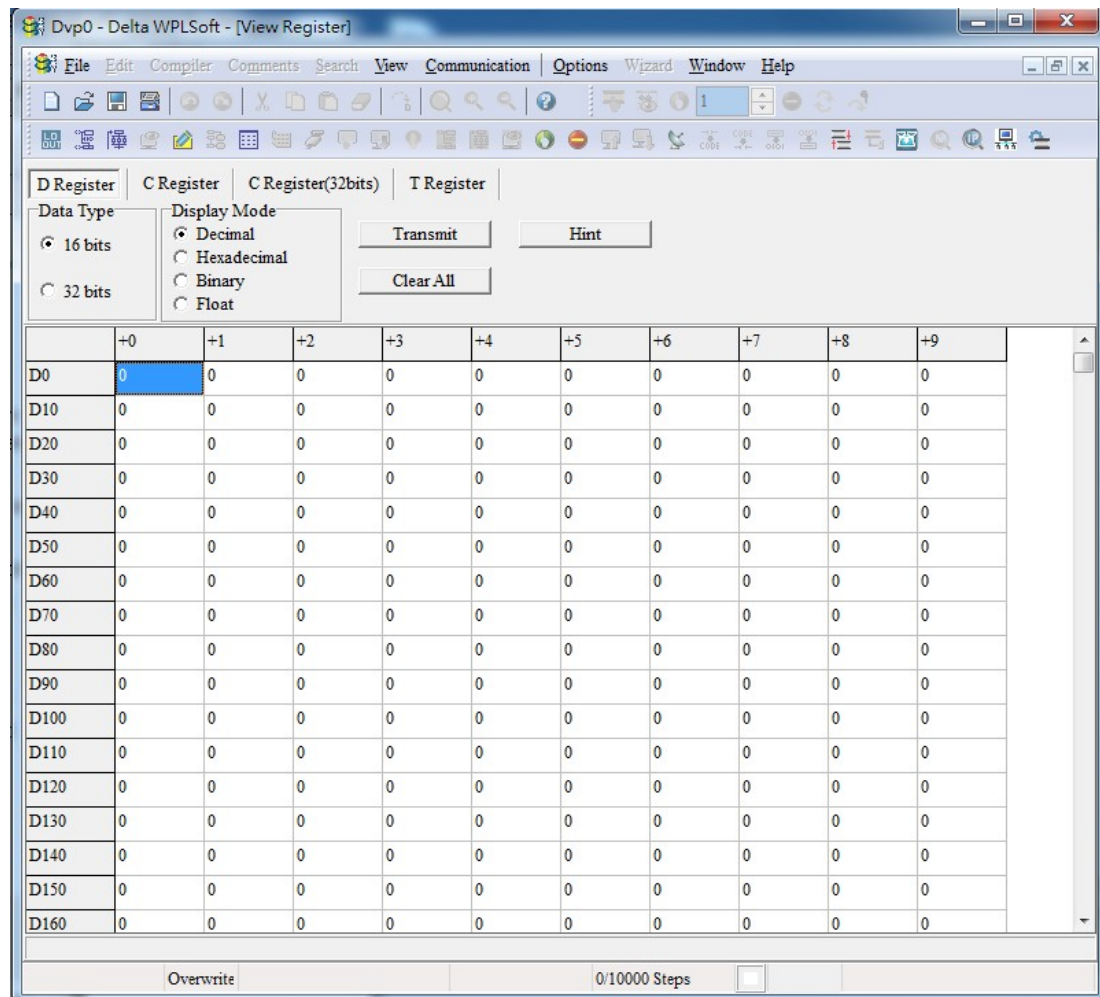 Dvp0 - Delta WPLSoft - [View Register]
File Edit Compiler Comments Search View Communication Options Wizard Window Help
1
LD OUT CODE CODE
D Register C Register C Register(32bits) T Register
Data Type Display Mode
16 bits Decimal Transmit Hint
Hexadecimal
32 bits Binary Clear All
Float
+0 +1 +2 +3 +4 +5 +6 +7 +8 +9
D0 0 0 0 0 0 0 0 0 0 0
D10 0 0 0 0 0 0 0 0 0 0
D20 0 0 0 0 0 0 0 0 0 0
D30 0 0 0 0 0 0 0 0 0 0
D40 0 0 0 0 0 0 0 0 0 0
D50 0 0 0 0 0 0 0 0 0 0
D60 0 0 0 0 0 0 0 0 0 0
D70 0 0 0 0 0 0 0 0 0 0
D80 0 0 0 0 0 0 0 0 0 0
D90 0 0 0 0 0 0 0 0 0 0
D100 0 0 0 0 0 0 0 0 0 0
D110 0 0 0 0 0 0 0 0 0 0
D120 0 0 0 0 0 0 0 0 0 0
D130 0 0 0 0 0 0 0 0 0 0
D140 0 0 0 0 0 0 0 0 0 0
D150 0 0 0 0 0 0 0 0 0 0
D160 0 0 0 0 0 0 0 0 0 0
Overwrite 0/10000 Steps